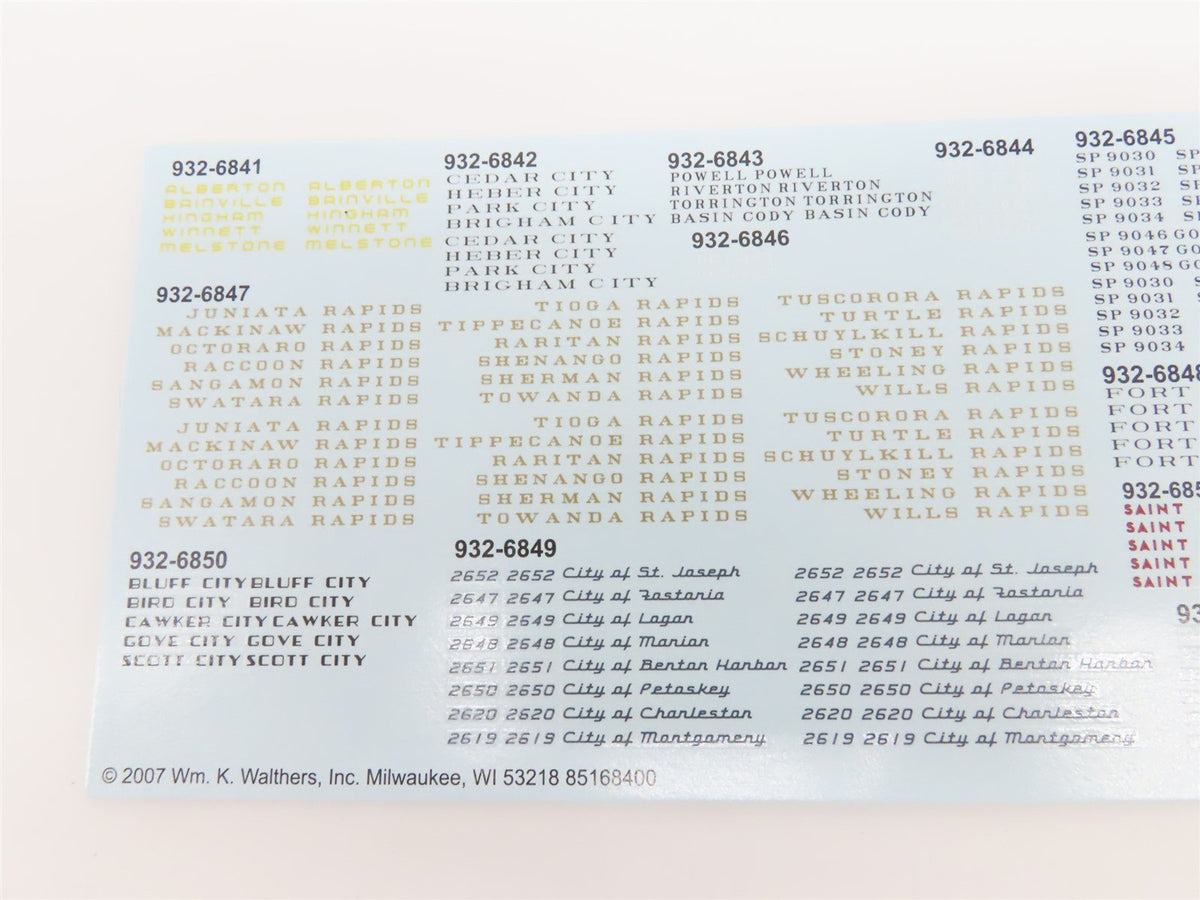 932-6841
ALBERTON ALBERTON
BAINVILLE BAINVILLE
HINGHAM HINGHAM
WINNETT WINNETT
MELSTONE MELSTONE
932-6842
CEDAR CITY
HEBER CITY
PARK CITY
BRIGHAM CITY
CEDAR CITY
HEBER CITY
PARK CITY
BRIGHAM CITY
932-6843
POWELL POWELL
RIVERTON RIVERTON
TORRINGTON TORRINGTON
BASIN CODY BASIN CODY
932-6844
932-6846
932-6845
SP 9030 SP
SP 9031 SP
SP 9032 SP
SP 9033 SP
SP 9034 SP
SP 9046 GO
SP 9047 GO
SP 9048 GO
SP 9030
SP 9031
SP 9032
SP 9033
SP 9034
932-6847
JUNIATA RAPIDS
MACKINAW RAPIDS
OCTORARO RAPIDS
RACCOON RAPIDS
SANGAMON RAPIDS
SWATARA RAPIDS
JUNIATA RAPIDS
MACKINAW RAPIDS
OCTORARO RAPIDS
RACCOON RAPIDS
SANGAMON RAPIDS
SWATARA RAPIDS
TIOGA RAPIDS
TIPPECANOE RAPIDS
RARITAN RAPIDS
SHENANGO RAPIDS
SHERMAN RAPIDS
TOWANDA RAPIDS
TIOGA RAPIDS
TIPPECANOE RAPIDS
RARITAN RAPIDS
SHENANGO RAPIDS
SHERMAN RAPIDS
TOWANDA RAPIDS
TUSCORORA RAPIDS
TURTLE RAPIDS
SCHUYLKILL RAPIDS
STONEY RAPIDS
WHEELING RAPIDS
WILLS RAPIDS
TUSCORORA RAPIDS
TURTLE RAPIDS
SCHUYLKILL RAPIDS
STONEY RAPIDS
WHEELING RAPIDS
WILLS RAPIDS
932-6848
FORT
FORT
FORT
FORT
FORT
932-685
SAINT
SAINT
SAINT
SAINT
SAINT
932-6850
BLUFF CITY BLUFF CITY
BIRD CITY BIRD CITY
CAWKER CITY CAWKER CITY
GOVE CITY GOVE CITY
SCOTT CITY SCOTT CITY
932-6849
2652 2652 City of St. Joseph 2652 2652 City of St. Joseph
2647 2647 City of Fostoria 2647 2647 City of Fostoria
2649 2649 City of Logan 2649 2649 City of Logan
2648 2648 City of Marion 2648 2648 City of Marion
2651 2651 City of Benton Harbor 2651 2651 City of Benton Harbor
2650 2650 City of Petoskey 2650 2650 City of Petoskey
2620 2620 City of Charleston 2620 2620 City of Charleston
2619 2619 City of Montgomery 2619 2619 City of Montgomery
© 2007 Wm. K. Walthers, Inc. Milwaukee, WI 53218 85168400